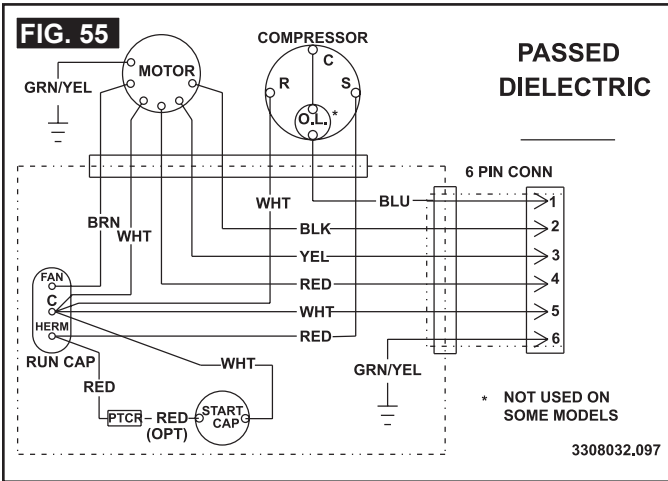 FIG. 55
COMPRESSOR
PASSED
DIELECTRIC
MOTOR
C
R
S
GRN/YEL
O.L. *
6 PIN CONN
WHT
BLU
1
BRN
WHT
BLK
2
YEL
3
FAN
RED
4
C
WHT
5
HERM
RED
6
RUN CAP
WHT
GRN/YEL
RED
PTCR
RED
(OPT)
START
CAP
* NOT USED ON
SOME MODELS
3308032.097